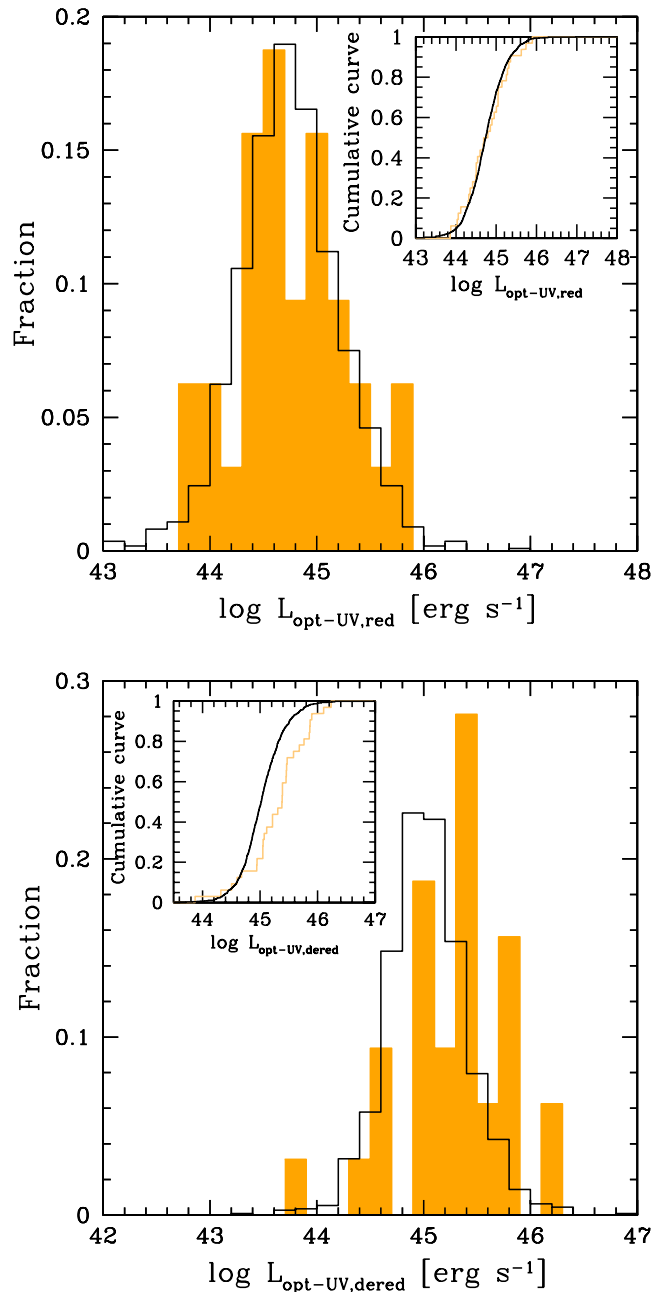 0.2
0.15
0.1
0.05
0
Fraction
43 44 45 46 47 48
log L_opt−UV,red [erg s⁻¹]
1
0.8
0.6
0.4
0.2
0
Cumulative curve
43 44 45 46 47 48
log L_opt−UV,red
0.3
0.2
0.1
0
Fraction
42 43 44 45 46 47
log L_opt−UV,dered [erg s⁻¹]
1
0.8
0.6
0.4
0.2
0
Cumulative curve
44 45 46 47
log L_opt−UV,dered